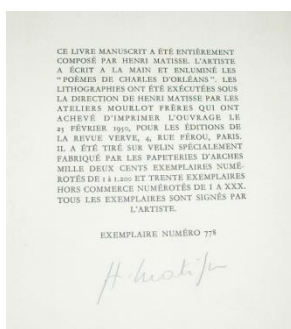 CE LIVRE MANUSCRIT A ÉTÉ ENTIÈREMENT
COMPOSÉ PAR HENRI MATISSE. L'ARTISTE
A ÉCRIT A LA MAIN ET ENLUMINÉ LES
"POÈMES DE CHARLES D'ORLÉANS". LES
LITHOGRAPHIES ONT ÉTÉ EXÉCUTÉES SOUS
LA DIRECTION DE HENRI MATISSE PAR LES
ATELIERS MOURLOT FRÈRES QUI ONT
ACHEVÉ D'IMPRIMER L'OUVRAGE LE
25 FÉVRIER 1950, POUR LES ÉDITIONS DE
LA REVUE VERVE, 4, RUE FÉROU, PARIS.
IL A ÉTÉ TIRÉ SUR VELIN SPÉCIALEMENT
FABRIQUÉ PAR LES PAPETERIES D'ARCHES
MILLE DEUX CENTS EXEMPLAIRES NUMÉ-
ROTÉS DE 1 à 1.200 ET TRENTE EXEMPLAIRES
HORS COMMERCE NUMÉROTÉS DE I A XXX.
TOUS LES EXEMPLAIRES SONT SIGNÉS PAR
L'ARTISTE.
EXEMPLAIRE NUMÉRO 778
H. Matisse